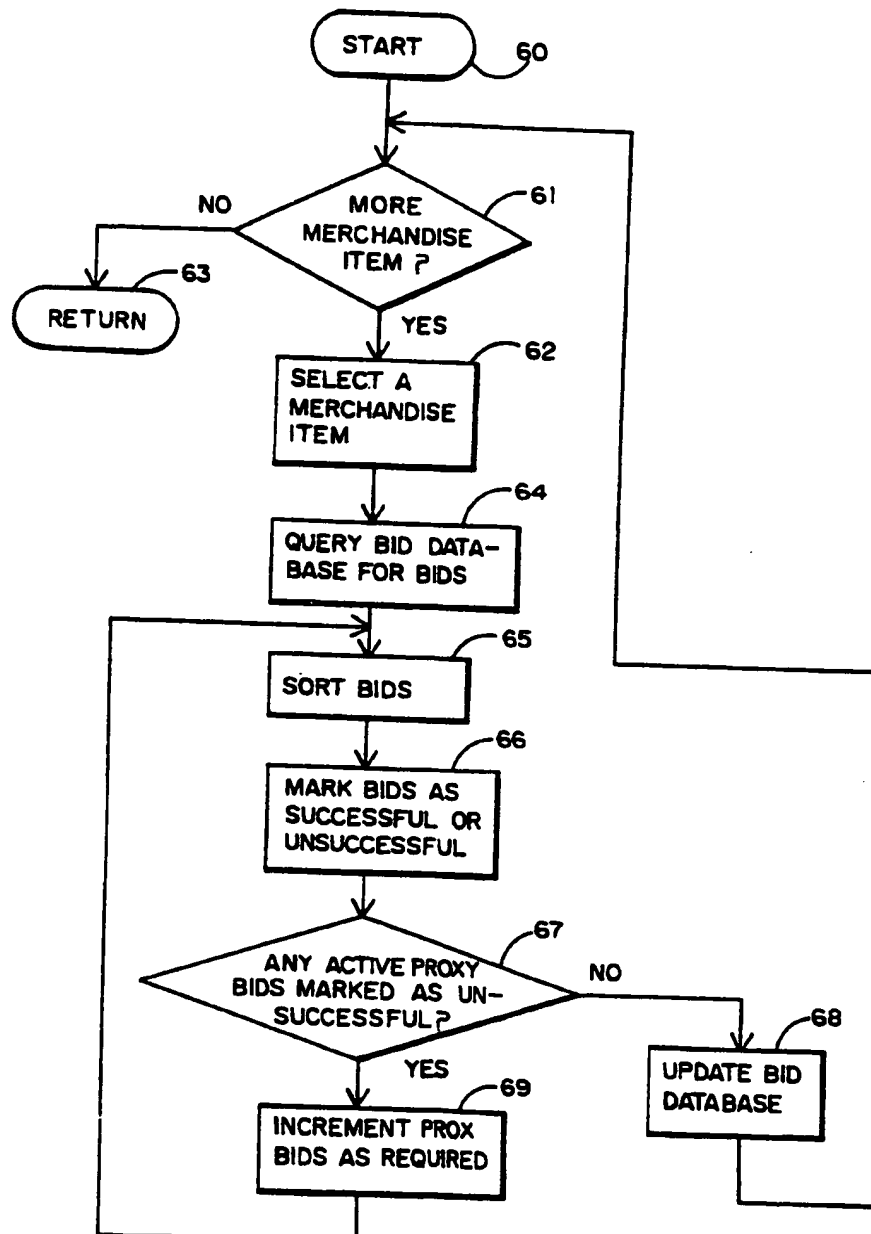 START
60
MORE
MERCHANDISE
ITEM ?
61
NO
63
RETURN
YES
62
SELECT A
MERCHANDISE
ITEM
64
QUERY BID DATA-
BASE FOR BIDS
65
SORT BIDS
66
MARK BIDS AS
SUCCESSFUL OR
UNSUCCESSFUL
67
ANY ACTIVE PROXY
BIDS MARKED AS UN-
SUCCESSFUL?
NO
68
UPDATE BID
DATABASE
YES
69
INCREMENT PROX
BIDS AS REQUIRED